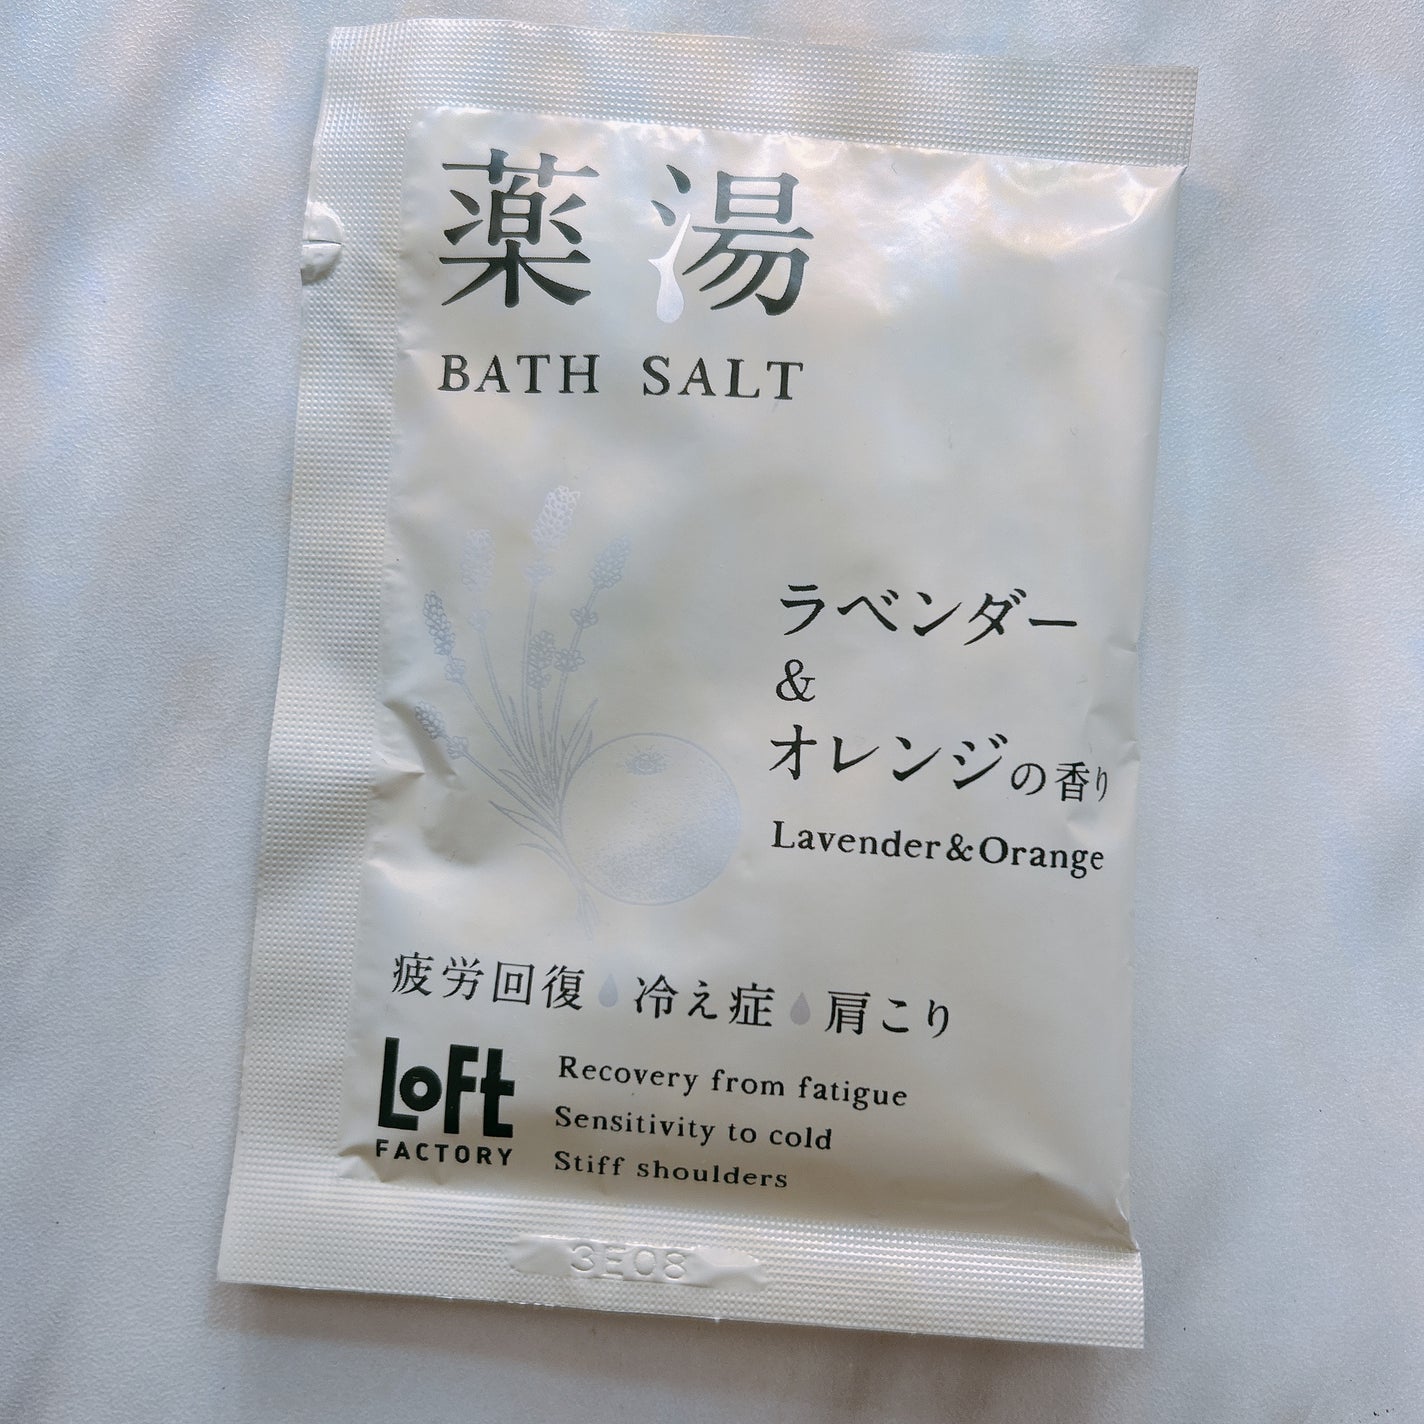 薬湯
BATH SALT
ラベンダー
&
オレンジの香り
Lavender&Orange
疲労回復 冷え症 肩こり
LoFt
FACTORY
Recovery from fatigue
Sensitivity to cold
Stiff shoulders
3E08